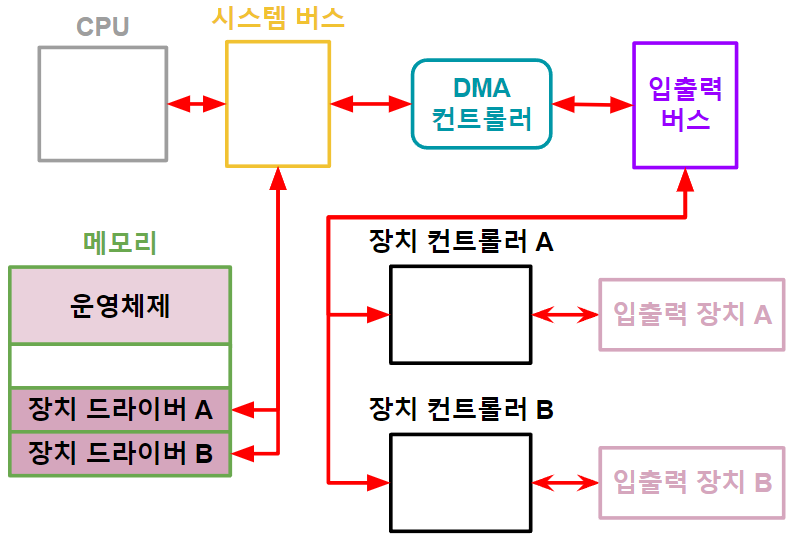 CPU
시스템 버스
DMA
컨트롤러
입출력
버스
메모리
운영체제
장치 드라이버 A
장치 드라이버 B
장치 컨트롤러 A
입출력 장치 A
장치 컨트롤러 B
입출력 장치 B